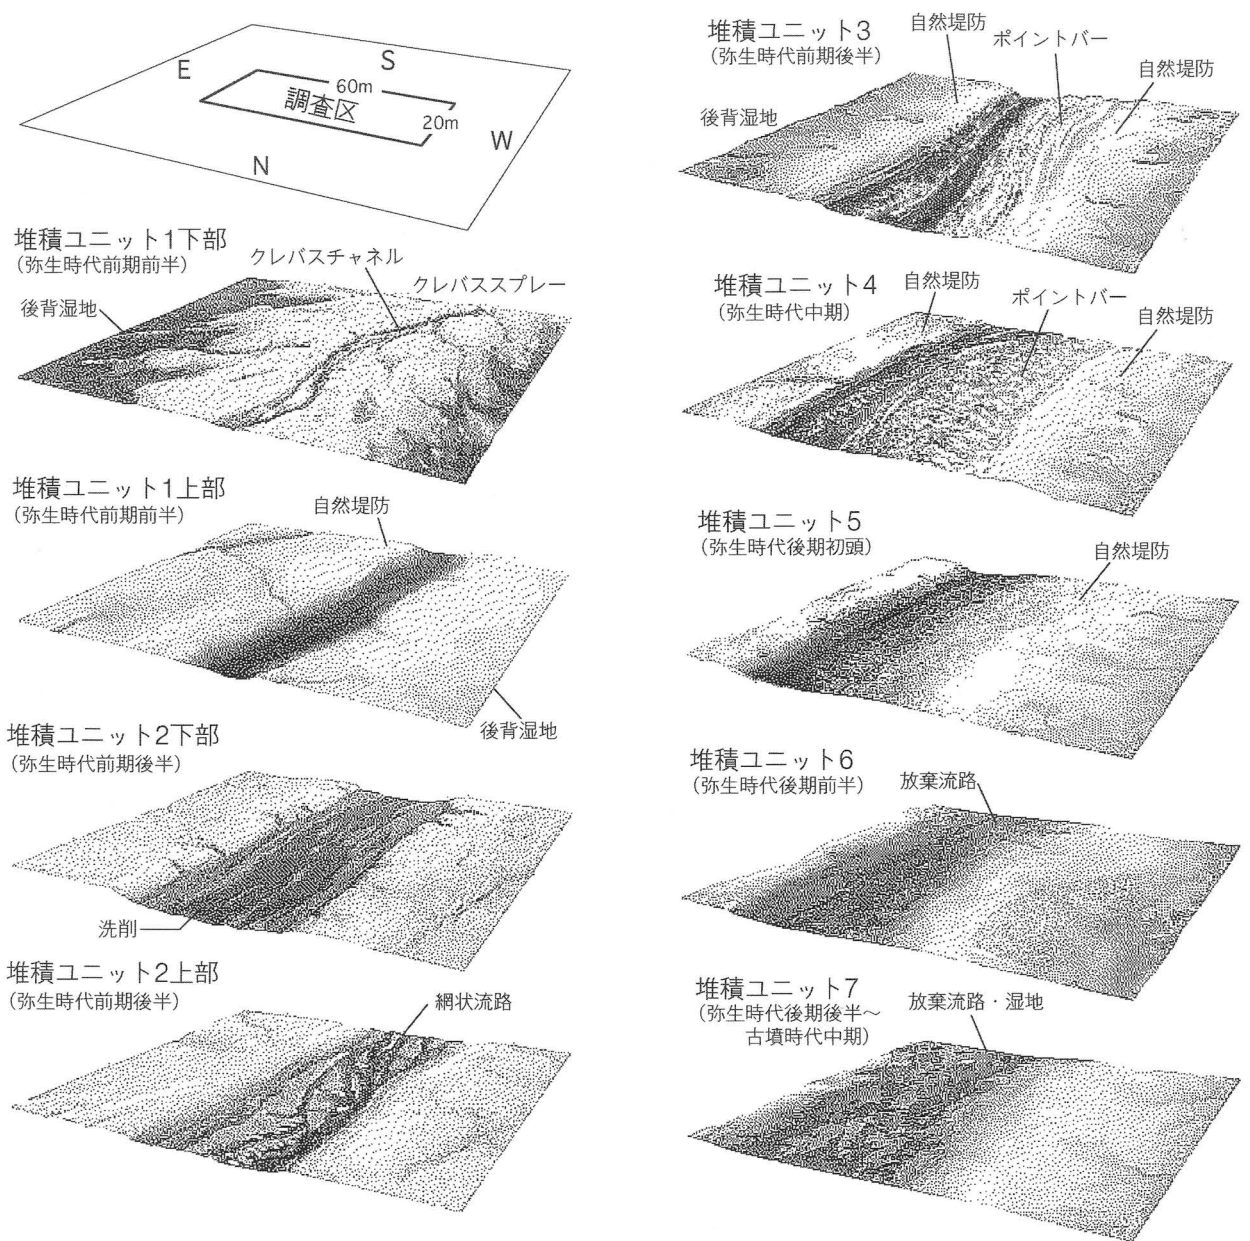 E
S
60m
調査区
20m
W
N
堆積ユニット1下部
(弥生時代前期前半)
クレバスチャネル
クレバススプレー
後背湿地
堆積ユニット1上部
(弥生時代前期前半)
自然堤防
後背湿地
堆積ユニット2下部
(弥生時代前期後半)
洗削
堆積ユニット2上部
(弥生時代前期後半)
網状流路
堆積ユニット3
(弥生時代前期後半)
自然堤防
ポイントバー
自然堤防
後背湿地
堆積ユニット4
(弥生時代中期)
自然堤防
ポイントバー
自然堤防
堆積ユニット5
(弥生時代後期初頭)
自然堤防
堆積ユニット6
(弥生時代後期前半)
放棄流路
堆積ユニット7
(弥生時代後期後半〜
古墳時代中期)
放棄流路・湿地